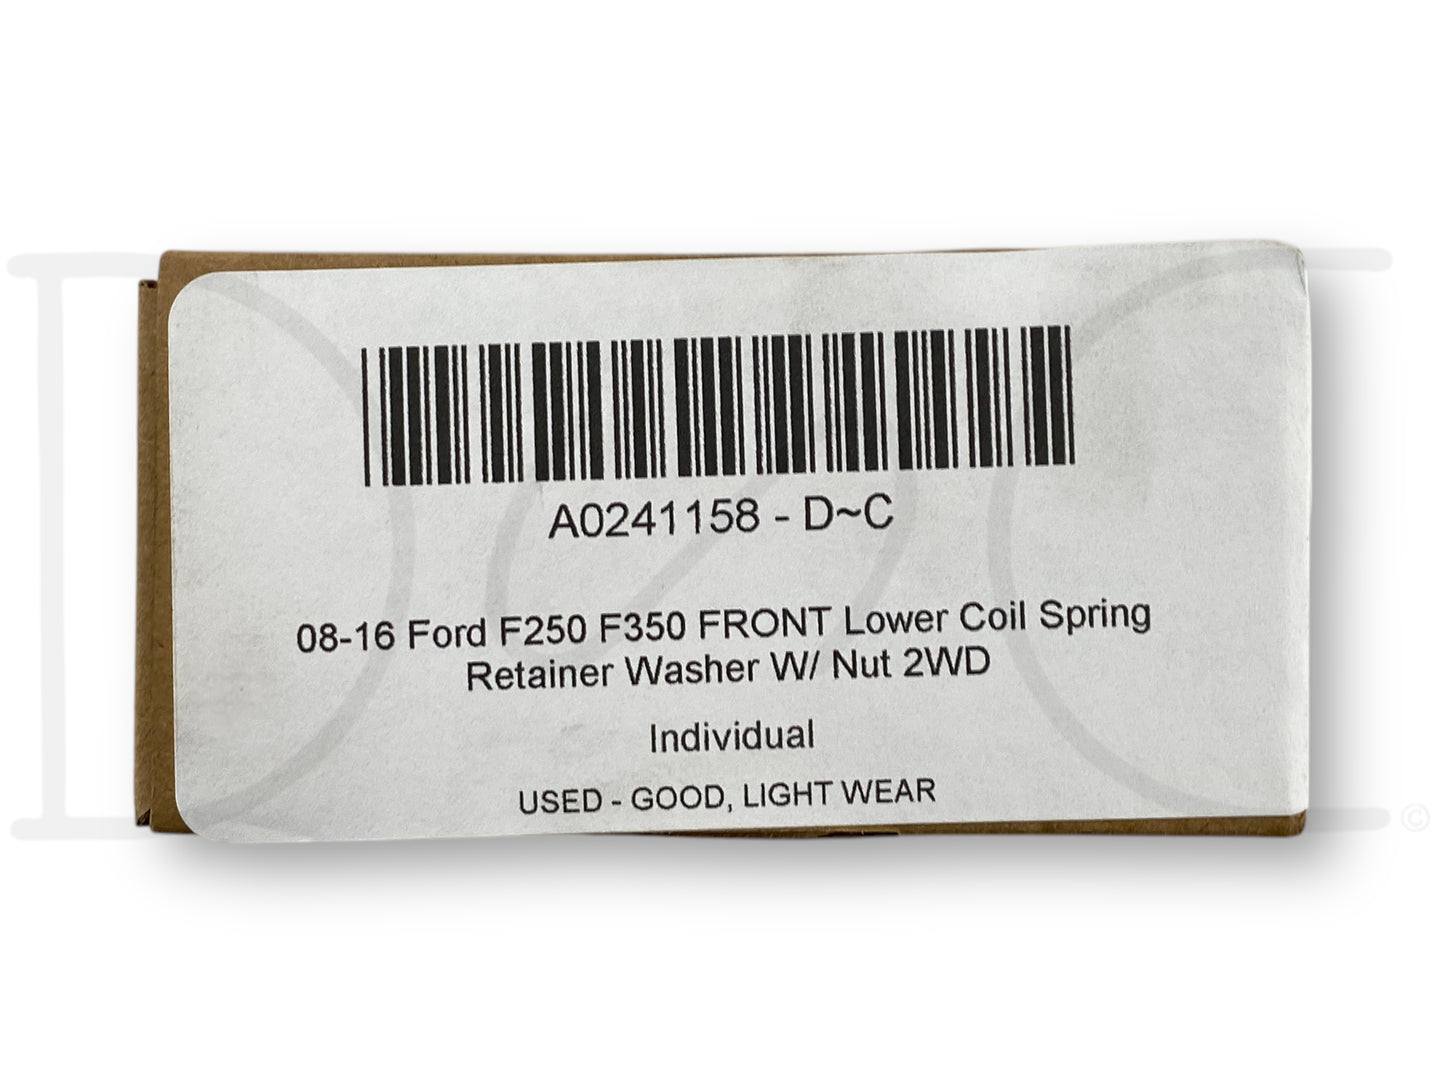 A0241158 - D~C
08-16 Ford F250 F350 FRONT Lower Coil Spring
Retainer Washer W/ Nut 2WD
Individual
USED - GOOD, LIGHT WEAR
©